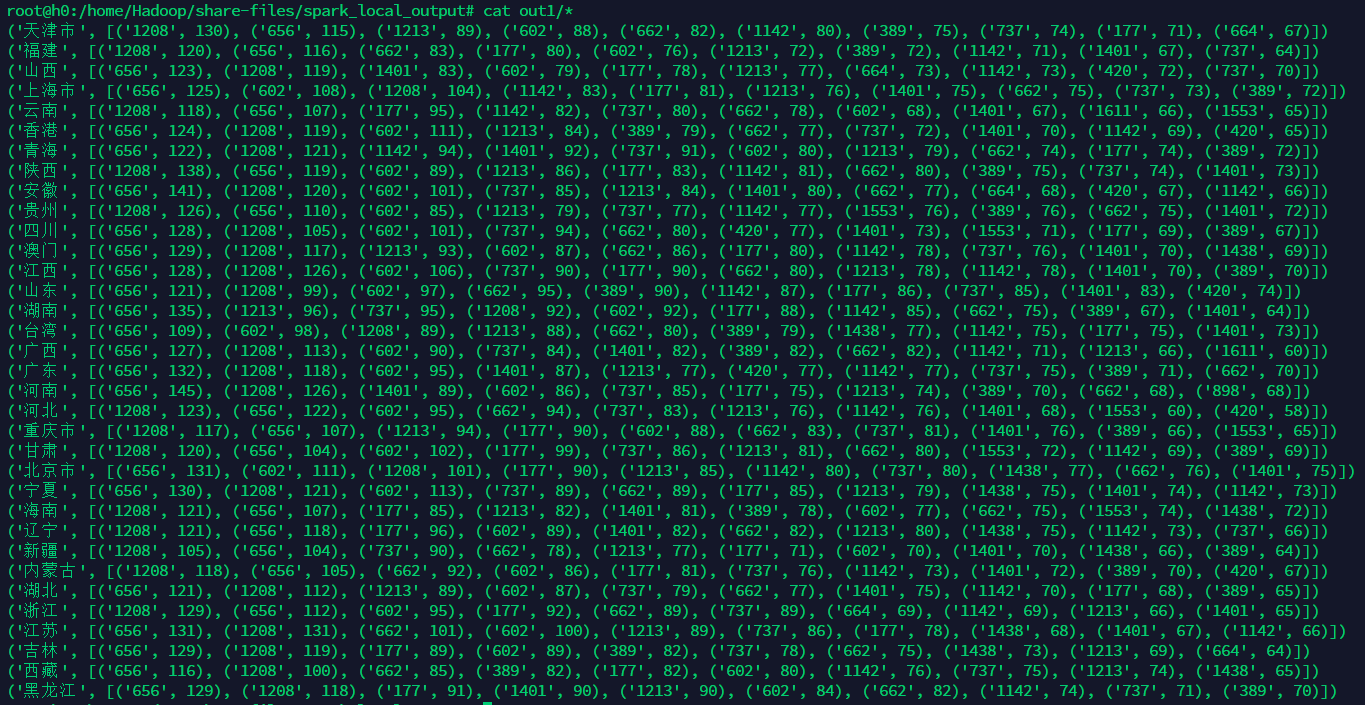 root@h0:/home/Hadoop/share-files/spark_local_output# cat out1/*
('天津市', [('1208', 130), ('656', 115), ('1213', 89), ('602', 88), ('662', 82), ('1142', 80), ('389', 75), ('737', 74), ('177', 71), ('664', 67)])
('福建', [('1208', 120), ('656', 116), ('662', 83), ('177', 80), ('602', 76), ('1213', 72), ('389', 72), ('1142', 71), ('1401', 67), ('737', 64)])
('山西', [('656', 123), ('1208', 119), ('1401', 83), ('602', 79), ('177', 78), ('1213', 77), ('664', 73), ('1142', 73), ('420', 72), ('737', 70)])
('上海市', [('656', 125), ('602', 108), ('1208', 104), ('1142', 83), ('177', 81), ('1213', 76), ('1401', 75), ('662', 75), ('737', 73), ('389', 72)])
('云南', [('1208', 118), ('656', 107), ('177', 95), ('1142', 82), ('737', 80), ('662', 78), ('602', 68), ('1401', 67), ('1611', 66), ('1553', 65)])
('香港', [('656', 124), ('1208', 119), ('602', 111), ('1213', 84), ('389', 79), ('662', 77), ('737', 72), ('1401', 70), ('1142', 69), ('420', 65)])
('青海', [('656', 122), ('1208', 121), ('1142', 94), ('1401', 92), ('737', 91), ('602', 80), ('1213', 79), ('662', 74), ('177', 74), ('389', 72)])
('陕西', [('1208', 138), ('656', 119), ('602', 89), ('1213', 86), ('177', 83), ('1142', 81), ('662', 80), ('389', 75), ('737', 74), ('1401', 73)])
('安徽', [('656', 141), ('1208', 120), ('602', 101), ('737', 85), ('1213', 84), ('1401', 80), ('662', 77), ('664', 68), ('420', 67), ('1142', 66)])
('贵州', [('1208', 126), ('656', 110), ('602', 85), ('1213', 79), ('737', 77), ('1142', 77), ('1553', 76), ('389', 76), ('662', 75), ('1401', 72)])
('四川', [('656', 128), ('1208', 105), ('602', 101), ('737', 94), ('662', 80), ('420', 77), ('1401', 73), ('1553', 71), ('177', 69), ('389', 67)])
('澳门', [('656', 129), ('1208', 117), ('1213', 93), ('602', 87), ('662', 86), ('177', 80), ('1142', 78), ('737', 76), ('1401', 70), ('1438', 69)])
('江西', [('656', 128), ('1208', 126), ('602', 106), ('737', 90), ('177', 90), ('662', 80), ('1213', 78), ('1142', 78), ('1401', 70), ('389', 70)])
('山东', [('656', 121), ('1208', 99), ('602', 97), ('662', 95), ('389', 90), ('1142', 87), ('177', 86), ('737', 85), ('1401', 83), ('420', 74)])
('湖南', [('656', 135), ('1213', 96), ('737', 95), ('1208', 92), ('602', 92), ('177', 88), ('1142', 85), ('662', 75), ('389', 67), ('1401', 64)])
('台湾', [('656', 109), ('602', 98), ('1208', 89), ('1213', 88), ('662', 80), ('389', 79), ('1438', 77), ('1142', 75), ('177', 75), ('1401', 73)])
('广西', [('656', 127), ('1208', 113), ('602', 90), ('737', 84), ('1401', 82), ('389', 82), ('662', 82), ('1142', 71), ('1213', 66), ('1611', 60)])
('广东', [('656', 132), ('1208', 118), ('602', 95), ('1401', 87), ('1213', 77), ('420', 77), ('1142', 77), ('737', 75), ('389', 71), ('662', 70)])
('河南', [('656', 145), ('1208', 126), ('1401', 89), ('602', 86), ('737', 85), ('177', 75), ('1213', 74), ('389', 70), ('662', 68), ('898', 68)])
('河北', [('1208', 123), ('656', 122), ('602', 95), ('662', 94), ('737', 83), ('1213', 76), ('1142', 76), ('1401', 68), ('1553', 60), ('420', 58)])
('重庆市', [('1208', 117), ('656', 107), ('1213', 94), ('177', 90), ('602', 88), ('662', 83), ('737', 81), ('1401', 76), ('389', 66), ('1553', 65)])
('甘肃', [('1208', 120), ('656', 104), ('602', 102), ('177', 99), ('737', 86), ('1213', 81), ('662', 80), ('1553', 72), ('1142', 69), ('389', 69)])
('北京市', [('656', 131), ('602', 111), ('1208', 101), ('177', 90), ('1213', 85), ('1142', 80), ('737', 80), ('1438', 77), ('662', 76), ('1401', 75)])
('宁夏', [('656', 130), ('1208', 121), ('602', 113), ('737', 89), ('662', 89), ('177', 85), ('1213', 79), ('1438', 75), ('1401', 74), ('1142', 73)])
('海南', [('1208', 121), ('656', 107), ('177', 85), ('1213', 82), ('1401', 81), ('389', 78), ('602', 77), ('662', 75), ('1553', 74), ('1438', 72)])
('辽宁', [('1208', 121), ('656', 118), ('177', 96), ('602', 89), ('1401', 82), ('662', 82), ('1213', 80), ('1438', 75), ('1142', 73), ('737', 66)])
('新疆', [('1208', 105), ('656', 104), ('737', 90), ('662', 78), ('1213', 77), ('177', 71), ('602', 70), ('1401', 70), ('1438', 66), ('389', 64)])
('内蒙古', [('1208', 118), ('656', 105), ('662', 92), ('602', 86), ('177', 81), ('737', 76), ('1142', 73), ('1401', 72), ('389', 70), ('420', 67)])
('湖北', [('656', 121), ('1208', 112), ('1213', 89), ('602', 87), ('737', 79), ('662', 77), ('1401', 75), ('1142', 70), ('177', 68), ('389', 65)])
('浙江', [('1208', 129), ('656', 112), ('602', 95), ('177', 92), ('662', 89), ('737', 89), ('664', 69), ('1142', 69), ('1213', 66), ('1401', 65)])
('江苏', [('656', 131), ('1208', 131), ('662', 101), ('602', 100), ('1213', 89), ('737', 86), ('177', 78), ('1438', 68), ('1401', 67), ('1142', 66)])
('吉林', [('656', 129), ('1208', 119), ('177', 89), ('602', 89), ('389', 82), ('737', 78), ('662', 75), ('1438', 73), ('1213', 69), ('664', 64)])
('西藏', [('656', 116), ('1208', 100), ('662', 85), ('389', 82), ('177', 82), ('602', 80), ('1142', 76), ('737', 75), ('1213', 74), ('1438', 65)])
('黑龙江', [('656', 129), ('1208', 118), ('177', 91), ('1401', 90), ('1213', 90), ('602', 84), ('662', 82), ('1142', 74), ('737', 71), ('389', 70)])